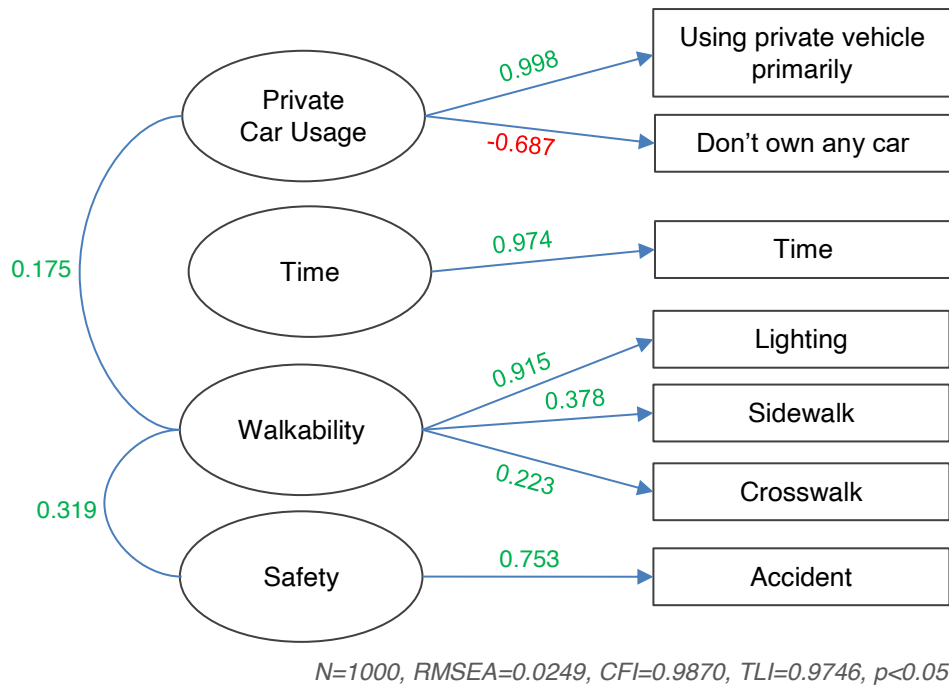 Using private vehicle
primarily
0.998
Private
Car Usage
-0.687
Don't own any car
0.974
Time
Time
0.175
Lighting
0.915
0.378
Sidewalk
Walkability
0.223
Crosswalk
0.319
0.753
Safety
Accident
N=1000, RMSEA=0.0249, CFI=0.9870, TLI=0.9746, p<0.05